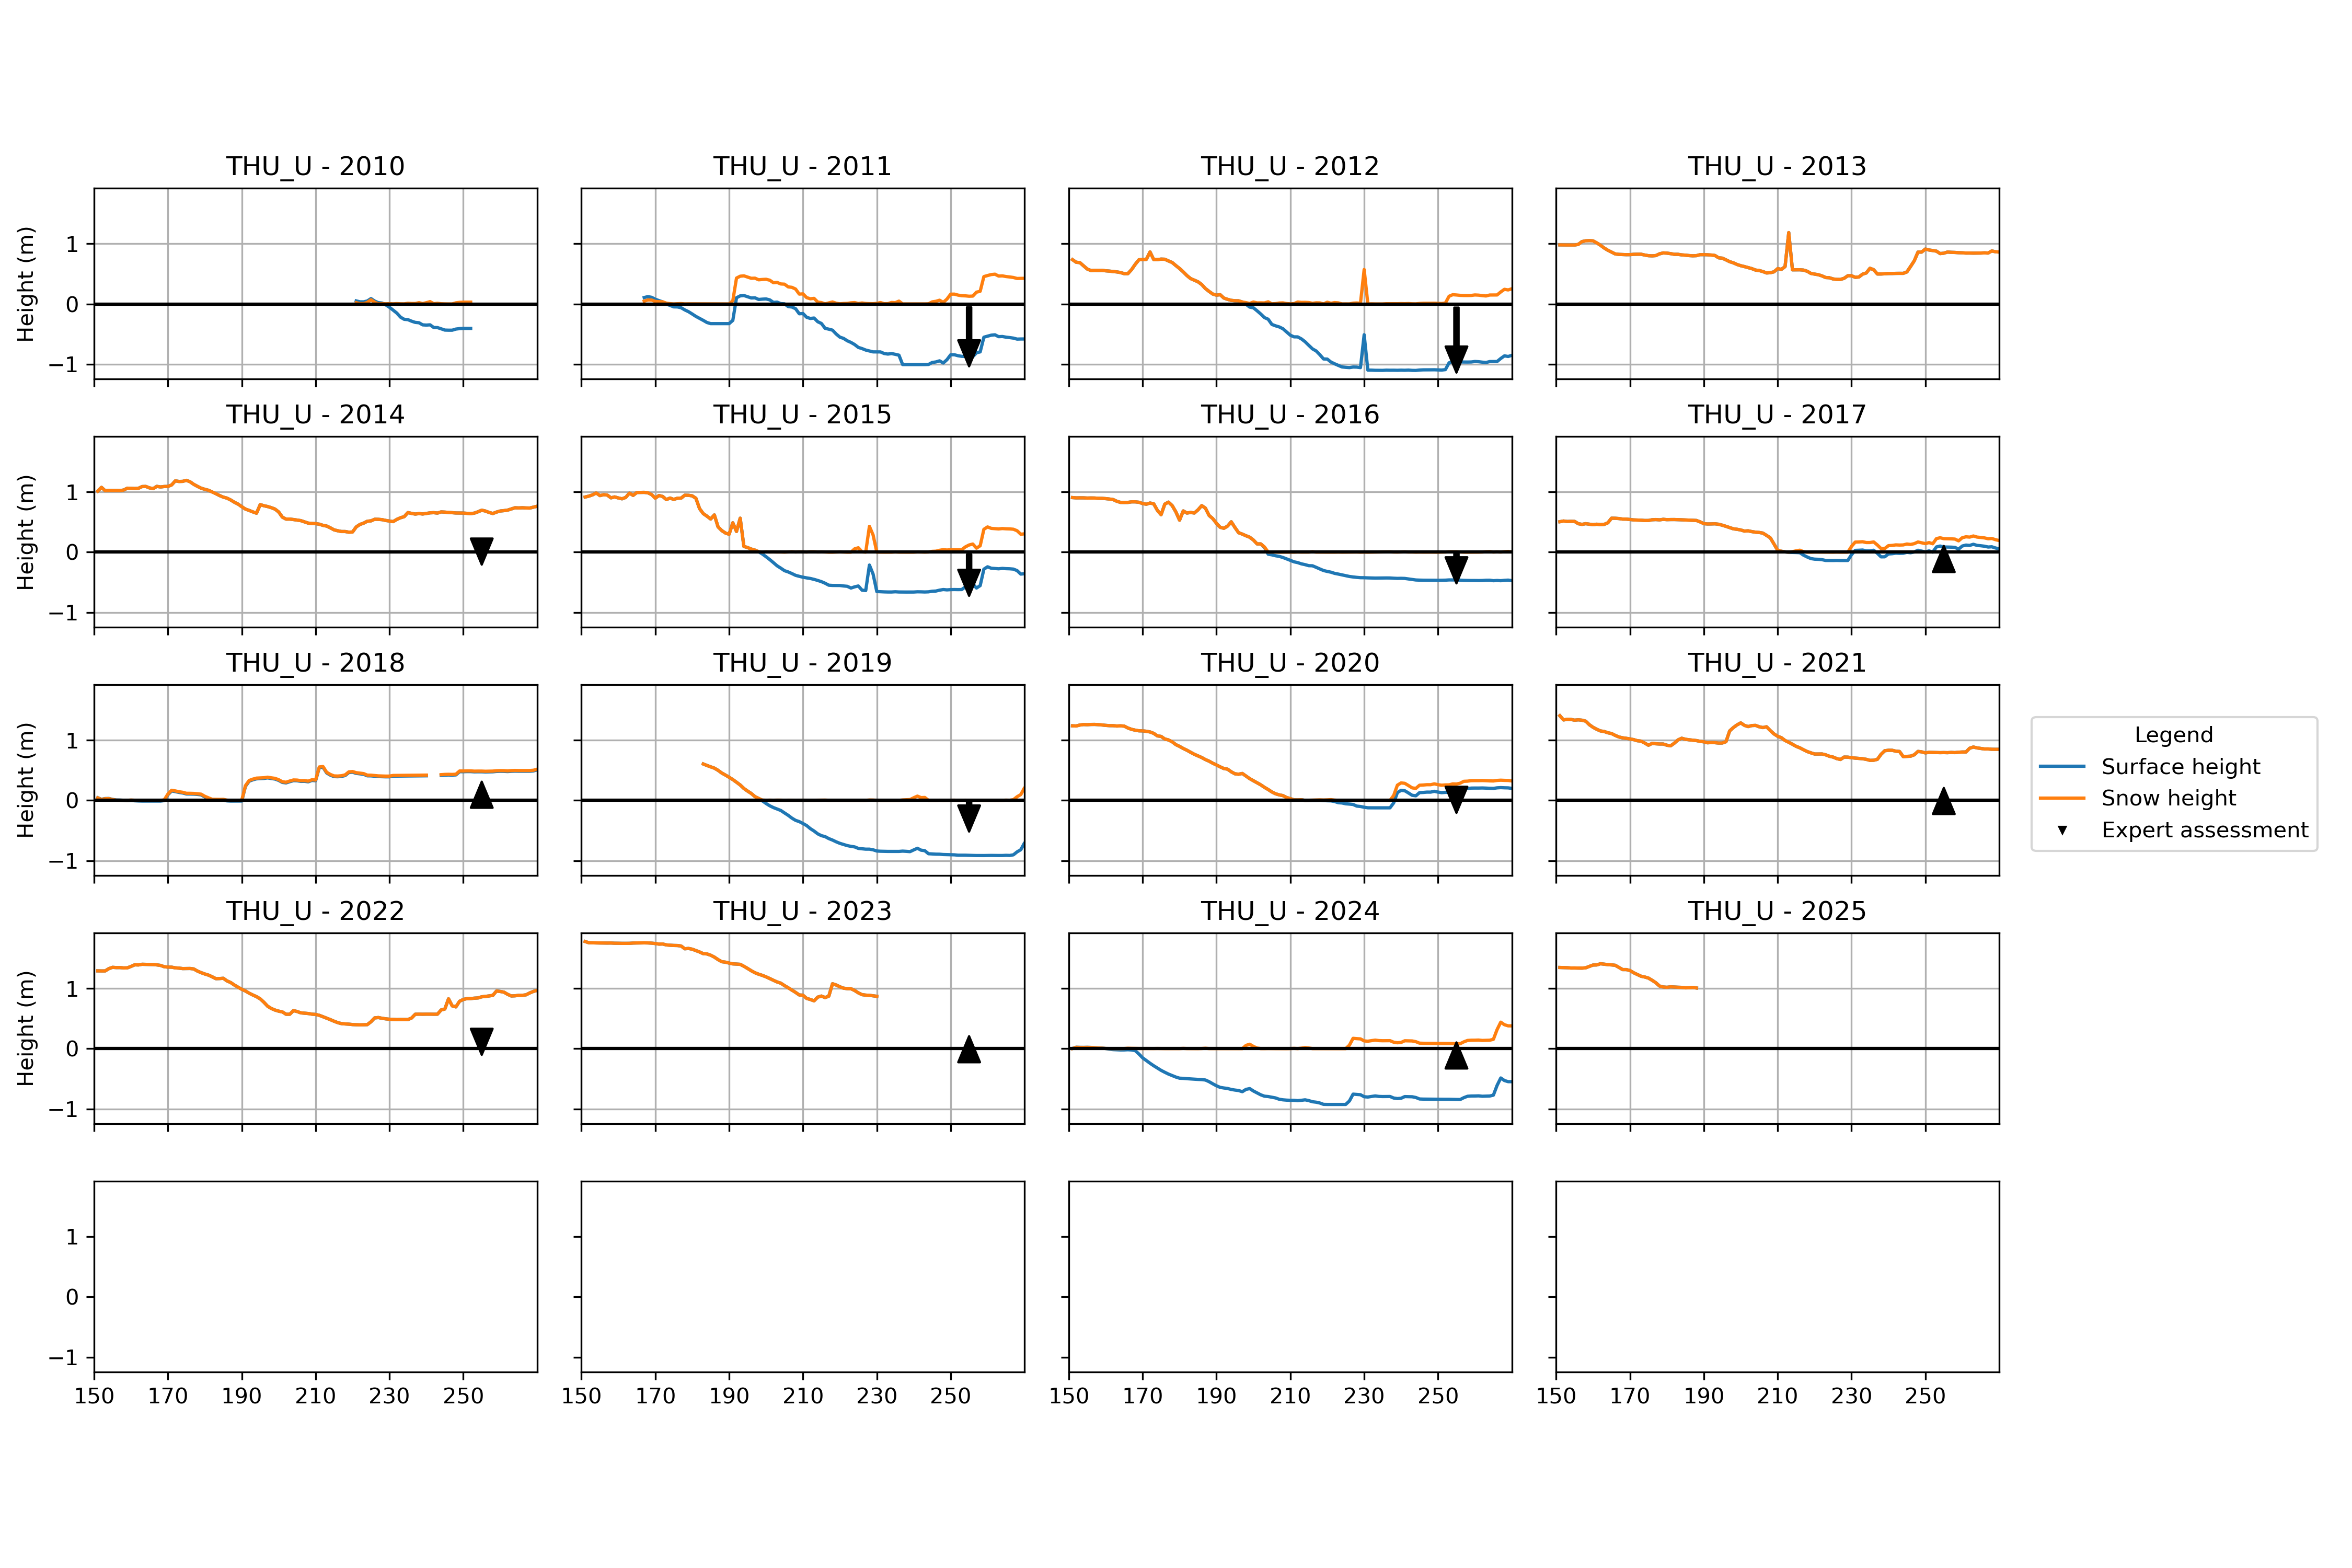 THU_U - 2010
THU_U - 2011
THU_U - 2012
THU_U - 2013
Height (m)
1
0
−1
THU_U - 2014
THU_U - 2015
THU_U - 2016
THU_U - 2017
Height (m)
1
0
−1
THU_U - 2018
THU_U - 2019
THU_U - 2020
THU_U - 2021
Height (m)
1
0
−1
Legend
Surface height
Snow height
Expert assessment
THU_U - 2022
THU_U - 2023
THU_U - 2024
THU_U - 2025
Height (m)
1
0
−1
1
0
−1
150 170 190 210 230 250
150 170 190 210 230 250
150 170 190 210 230 250
150 170 190 210 230 250